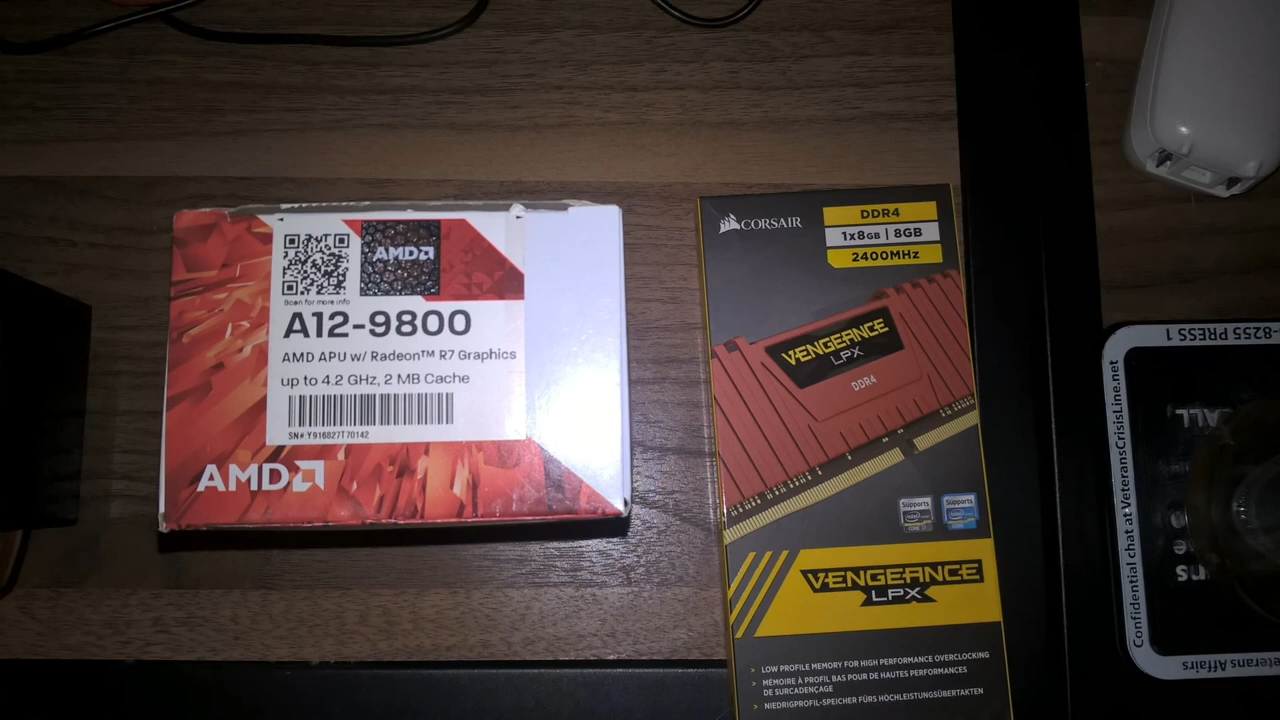 AMD
Scan for more info
A12-9800
AMD APU w/ Radeon™ R7 Graphics
up to 4.2 GHz, 2 MB Cache
SN# Y916827T70142
AMD
CORSAIR
DDR4
1x8GB | 8GB
2400MHz
VENGEANCE
LPX
DDR4
Supports
Supports
VENGEANCE
LPX
> LOW PROFILE MEMORY FOR HIGH PERFORMANCE OVERCLOCKING
> MÉMOIRE À PROFIL BAS POUR DE HAUTES PERFORMANCES
DE SURCADENÇAGE
> NIEDRIGPROFIL-SPEICHER FÜRS HÖCHLEISTUNGSÜBERTAKTEN
-8255 PRESS 1
Confidential chat at VeteransCrisisLine.net
eterans Affairs